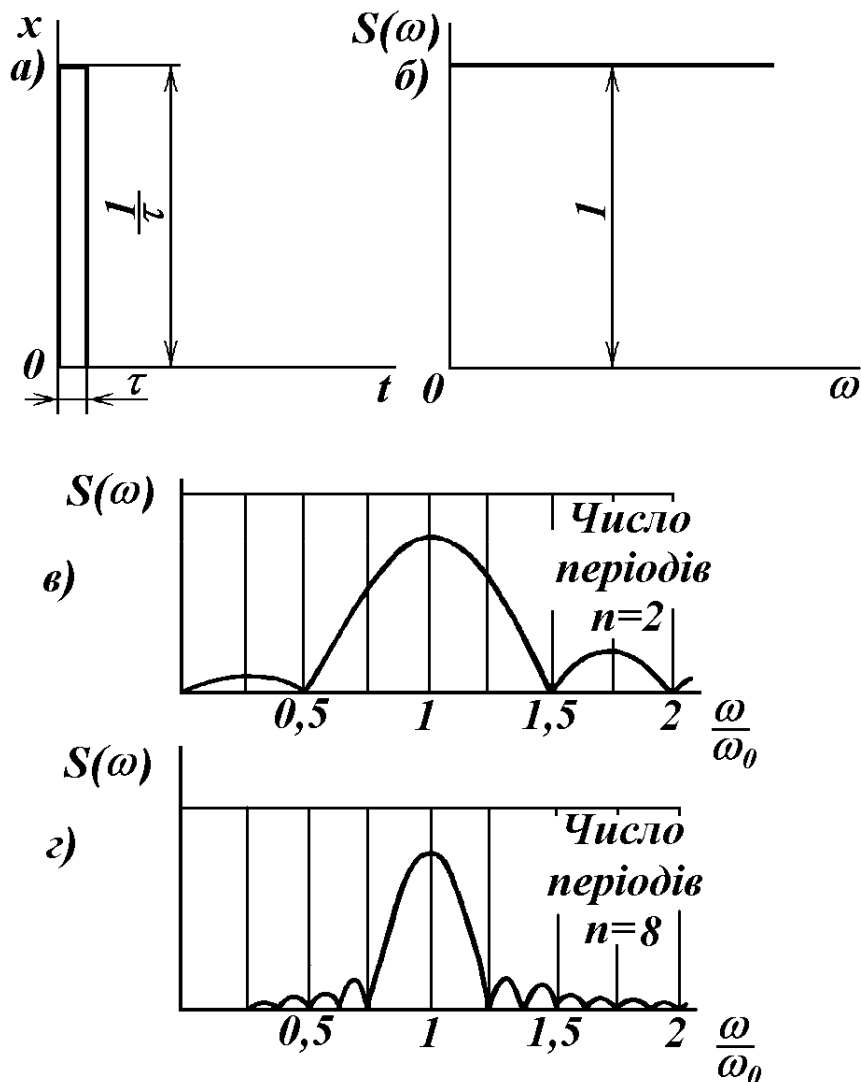 x
а)
1/τ
0
τ
t
S(ω)
б)
1
0
ω
S(ω)
в)
Число
періодів
n=2
0,5 1 1,5 2 ω/ω₀
S(ω)
г)
Число
періодів
n=8
0,5 1 1,5 2 ω/ω₀